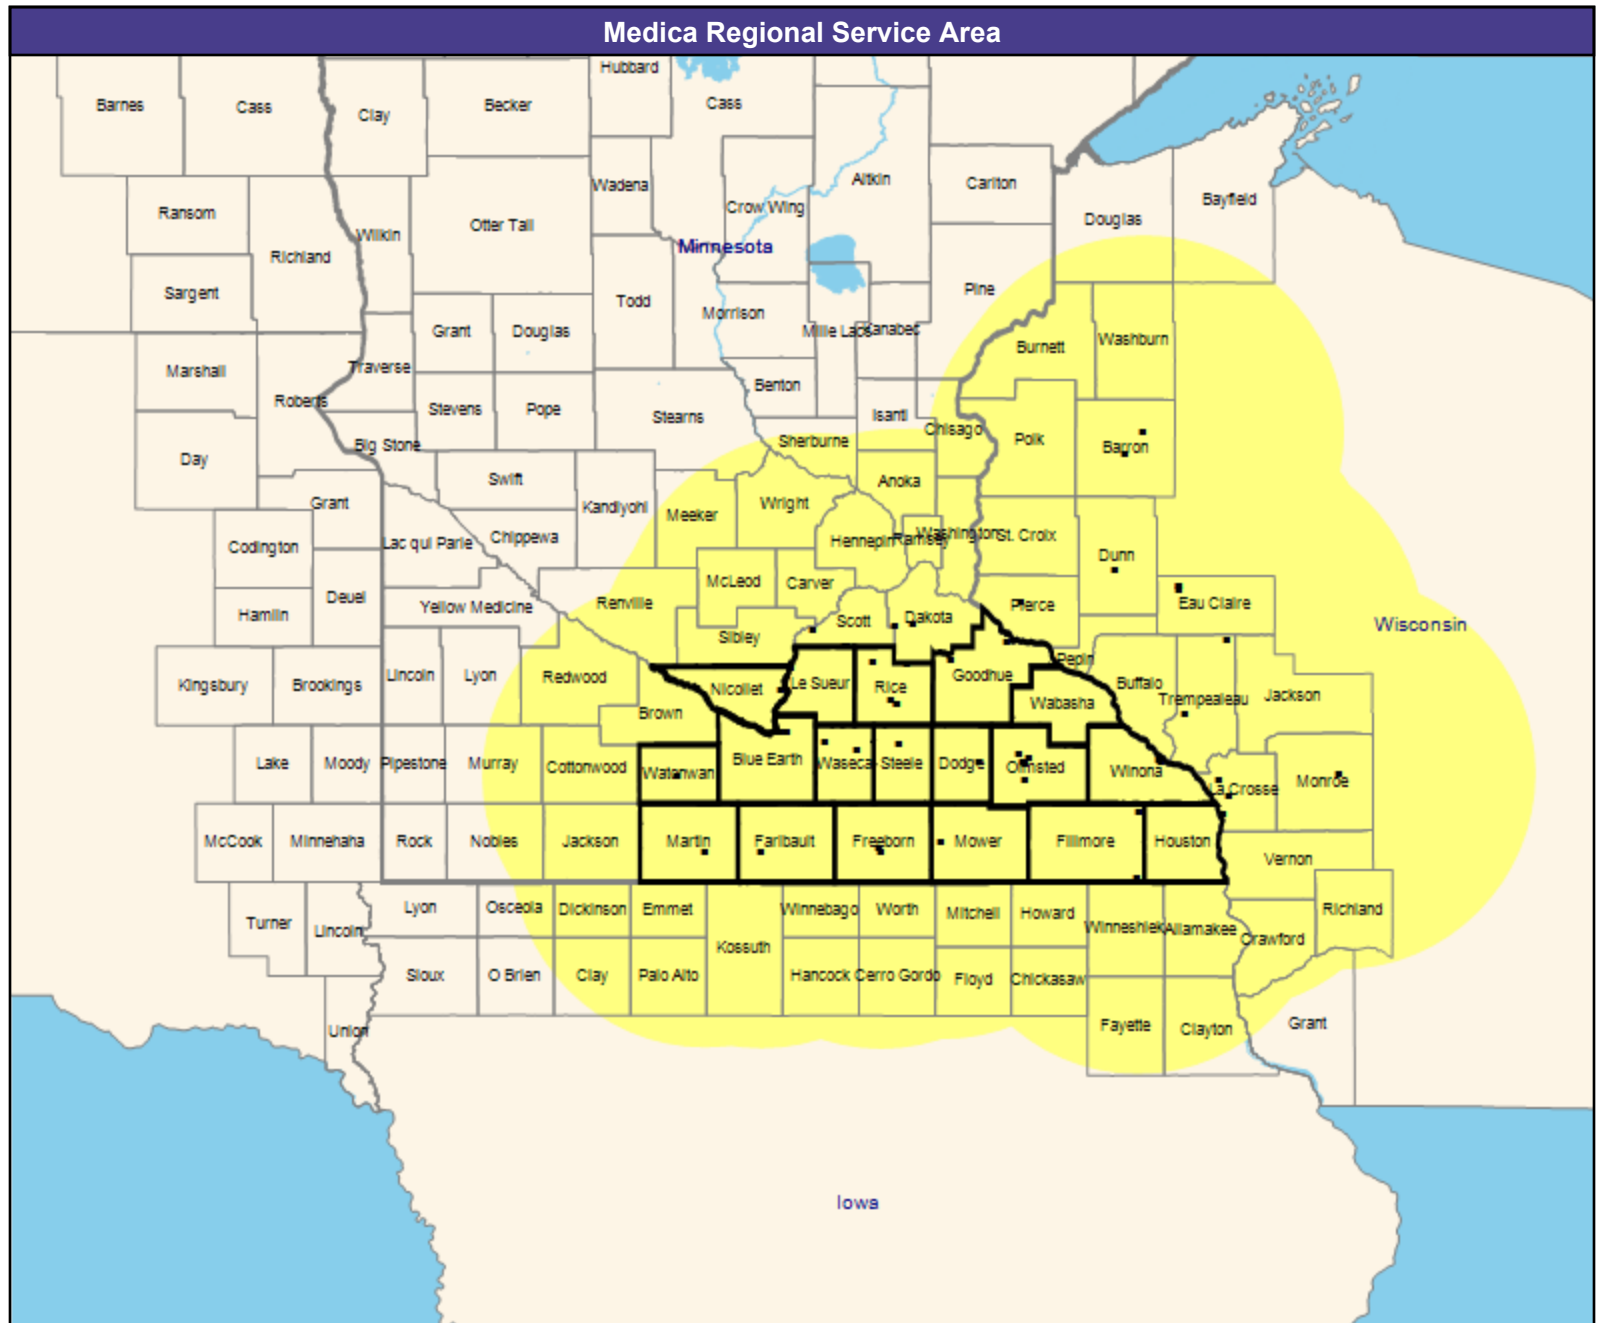 Medica Regional Service Area
Hubbard
Barnes
Cass
Clay
Becker
Cass
Wadena
Aitkin
Carlton
Ransom
Crow Wing
Bayfield
Douglas
Otter Tail
Wilkin
Minnesota
Richland
Sargent
Pine
Todd
Morrison
Grant
Douglas
Mille Lacs
Kanabec
Washburn
Burnett
Marshall
Traverse
Benton
Roberts
Stevens
Pope
Stearns
Isanti
Chisago
Polk
Barron
Big Stone
Sherburne
Day
Swift
Anoka
Grant
Kandiyohi
Meeker
Wright
Codington
Lac qui Parle
Chippewa
Hennepin
Ramsey
Washington
St. Croix
Dunn
McLeod
Carver
Deuel
Hamlin
Yellow Medicine
Renville
Scott
Dakota
Pierce
Eau Claire
Wisconsin
Sibley
Pepin
Kingsbury
Brookings
Lincoln
Lyon
Redwood
Nicollet
Le Sueur
Rice
Goodhue
Buffalo
Trempealeau
Jackson
Brown
Wabasha
Lake
Moody
Pipestone
Murray
Cottonwood
Watonwan
Blue Earth
Waseca
Steele
Dodge
Olmsted
Winona
La Crosse
Monroe
McCook
Minnehaha
Rock
Nobles
Jackson
Martin
Faribault
Freeborn
Mower
Fillmore
Houston
Vernon
Turner
Lincoln
Lyon
Osceola
Dickinson
Emmet
Kossuth
Winnebago
Worth
Mitchell
Howard
Winneshiek
Allamakee
Crawford
Richland
Sioux
O Brien
Clay
Palo Alto
Hancock
Cerro Gordo
Floyd
Chickasaw
Union
Fayette
Clayton
Grant
Iowa